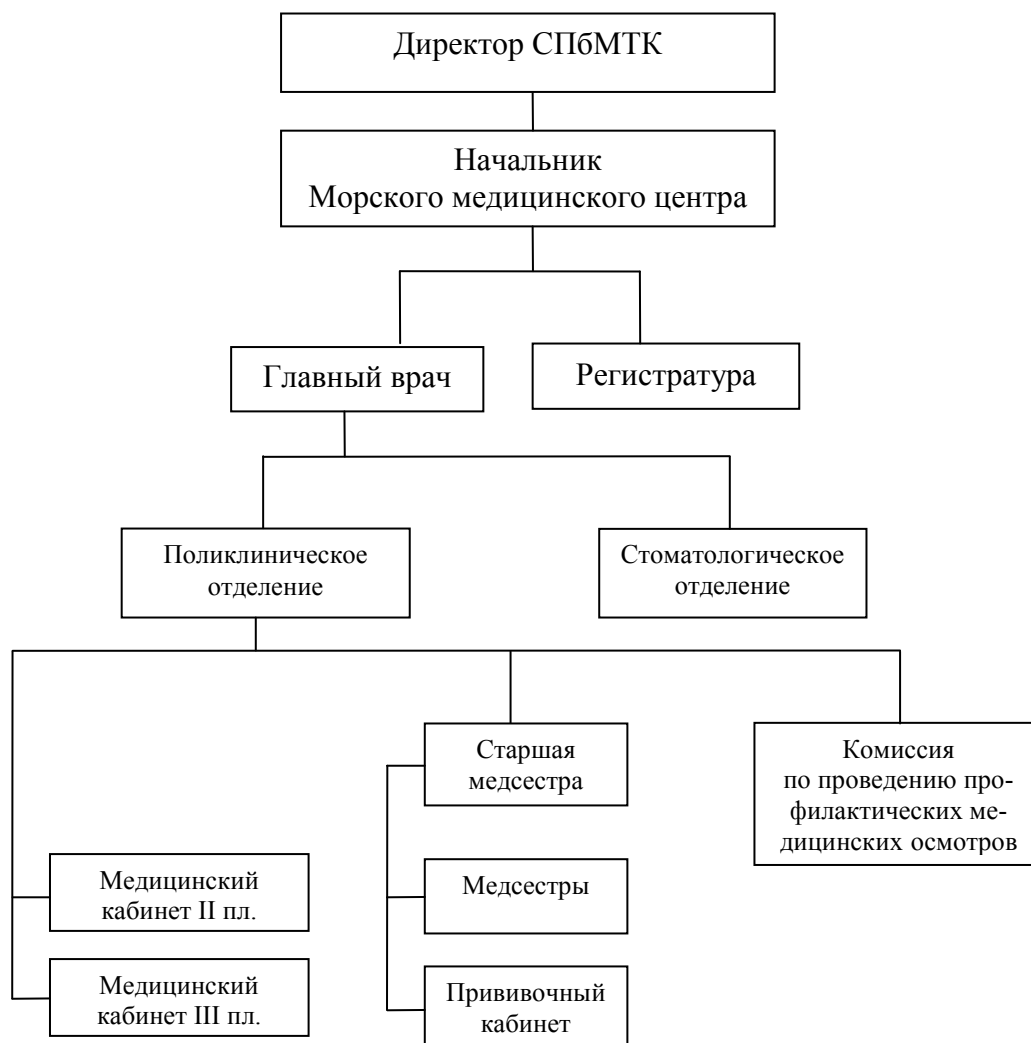 Директор СПбМТК
Начальник
Морского медицинского центра
Главный врач
Регистратура
Поликлиническое
отделение
Стоматологическое
отделение
Старшая
медсестра
Комиссия
по проведению про-
филактических ме-
дицинских осмотров
Медицинский
кабинет II пл.
Медсестры
Медицинский
кабинет III пл.
Прививочный
кабинет